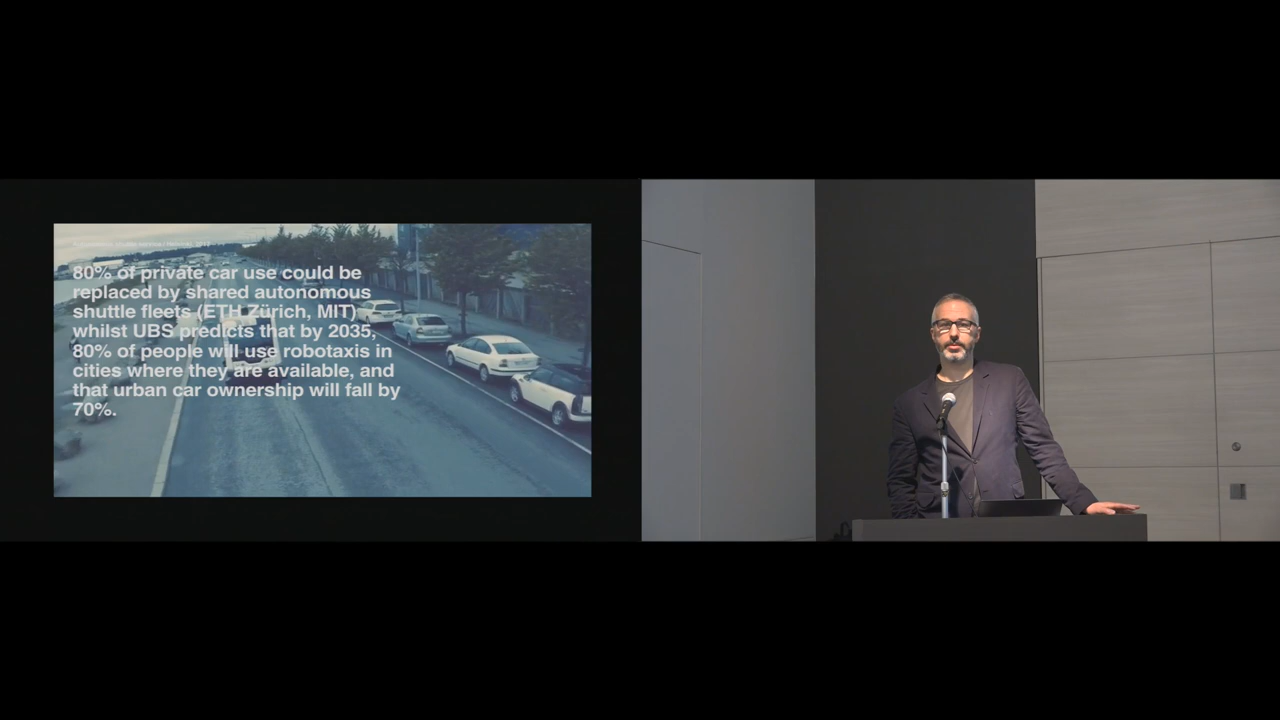 80% of private car use could be
replaced by shared autonomous
shuttle fleets (ETH Zürich, MIT)
whilst UBS predicts that by 2035,
80% of people will use robotaxis in
cities where they are available, and
that urban car ownership will fall by
70%.